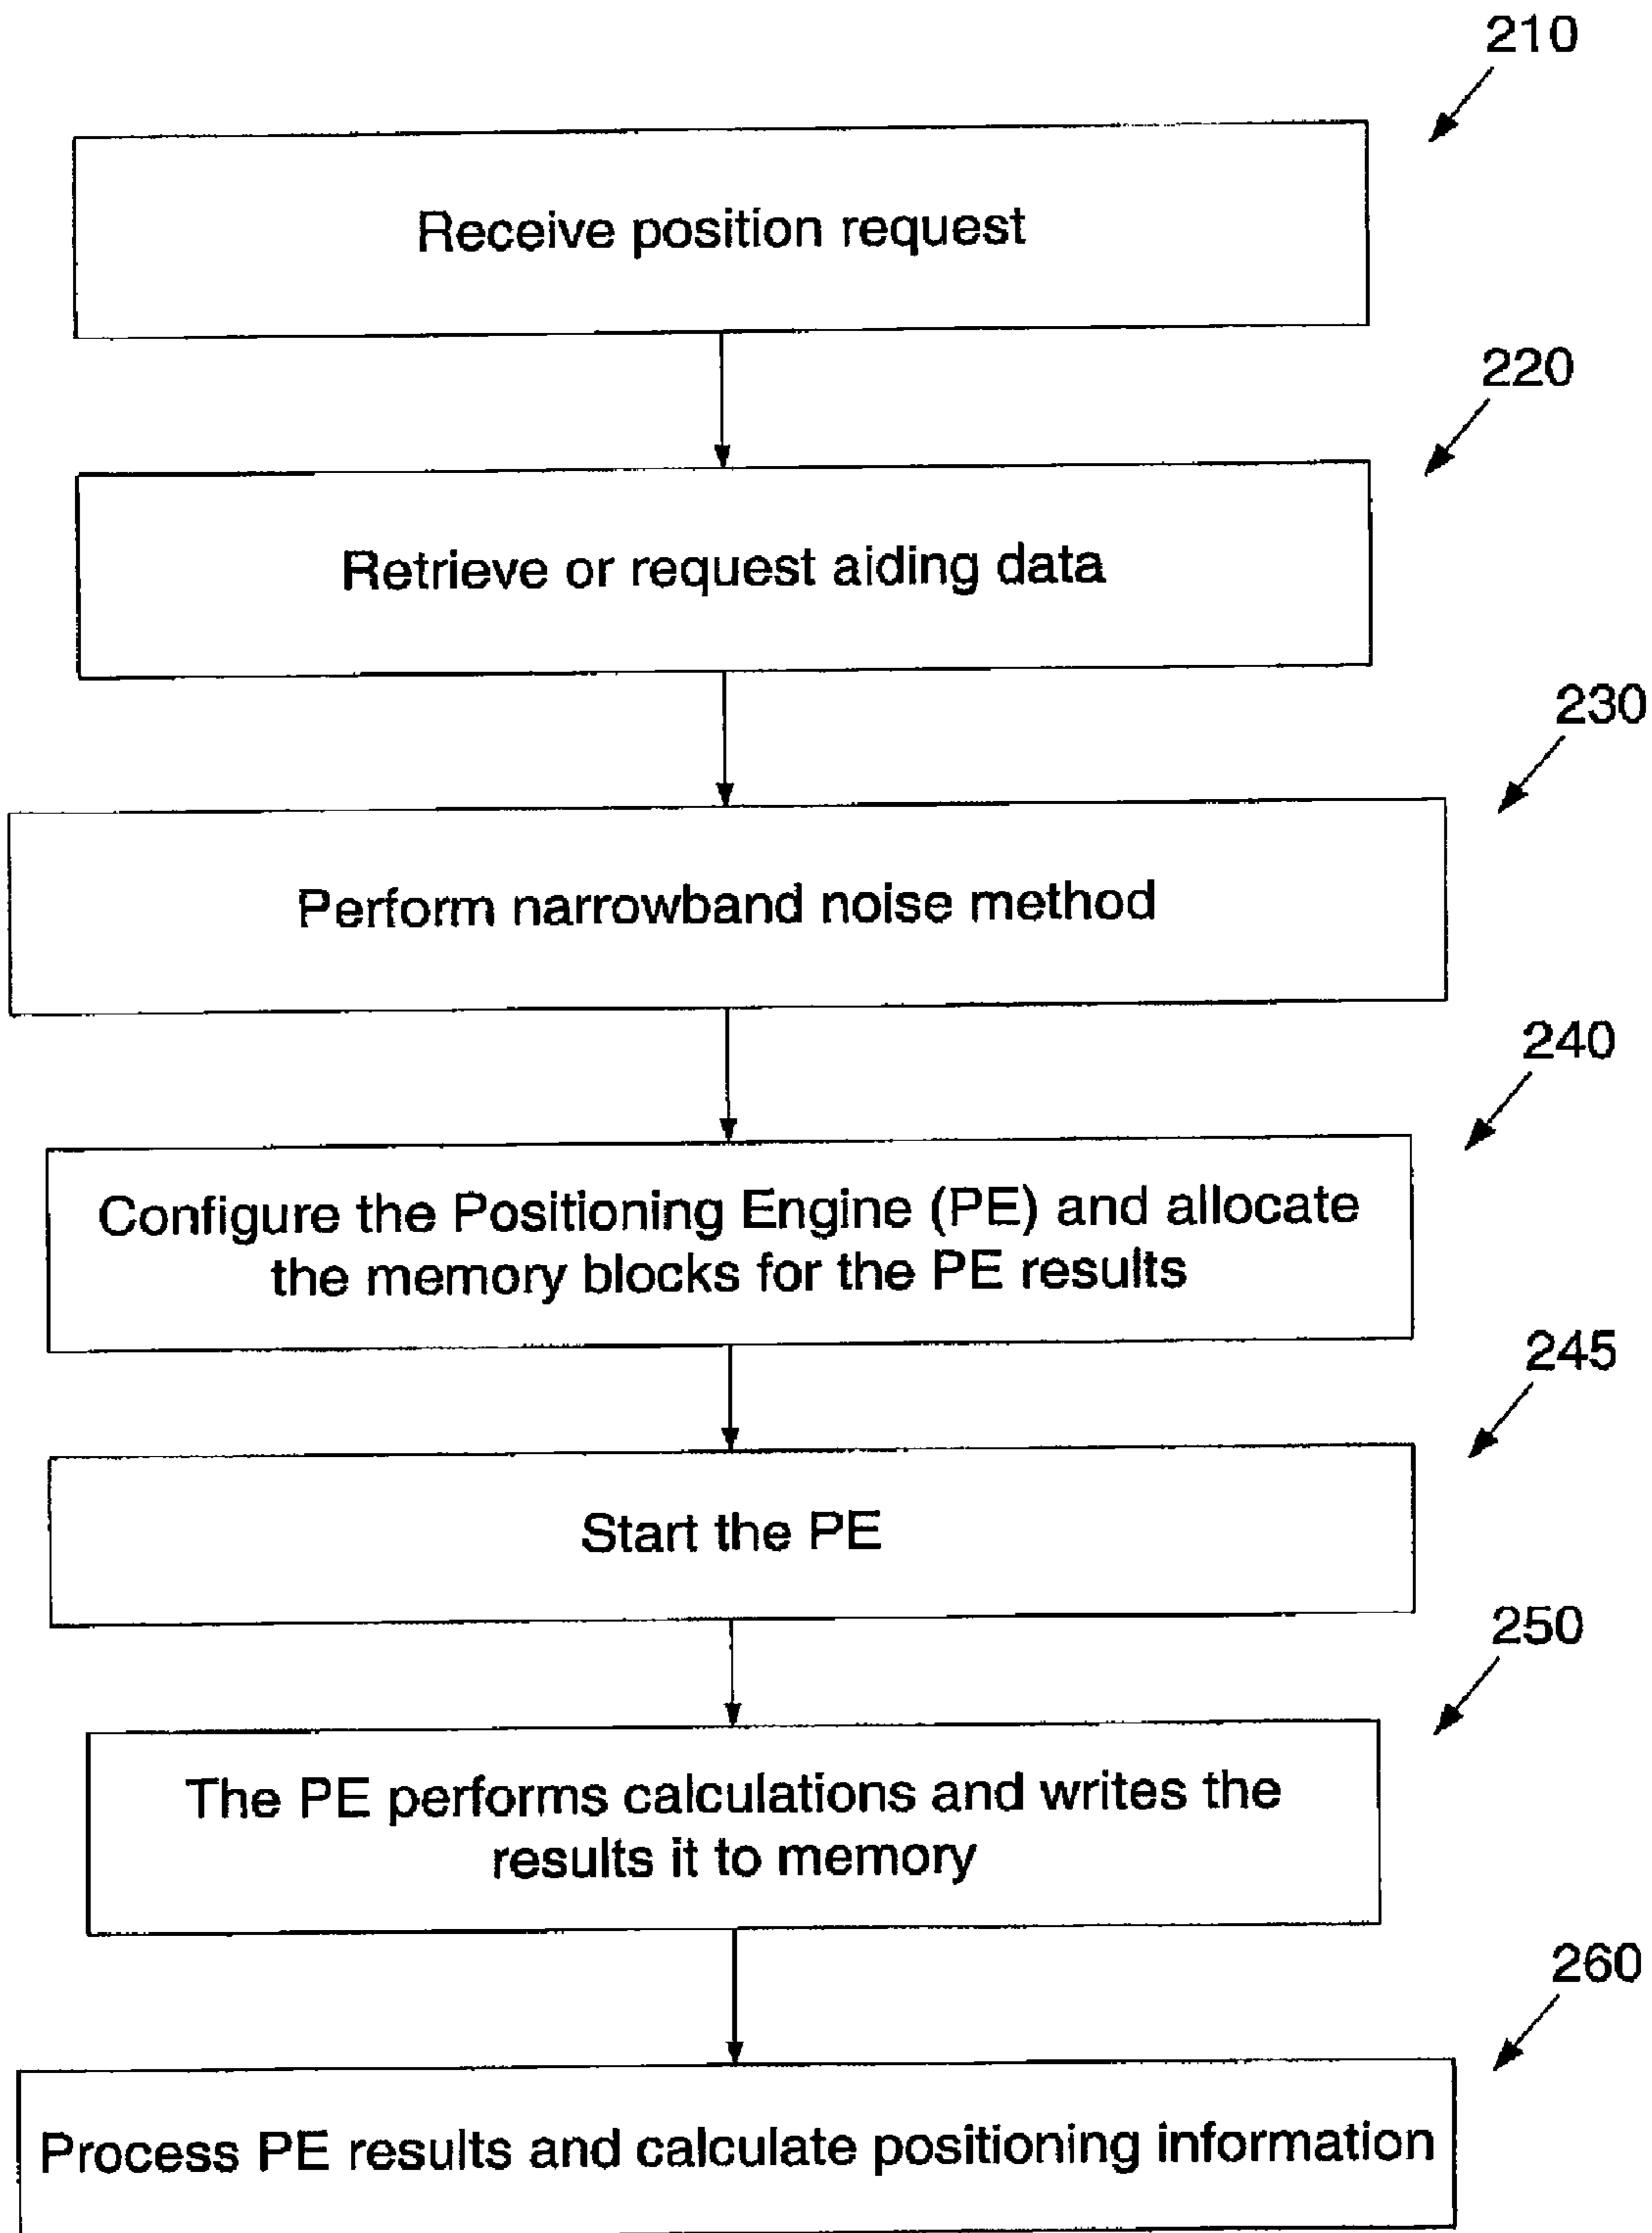 210
Receive position request
220
Retrieve or request aiding data
230
Perform narrowband noise method
240
Configure the Positioning Engine (PE) and allocate
the memory blocks for the PE results
245
Start the PE
250
The PE performs calculations and writes the
results it to memory
260
Process PE results and calculate positioning information